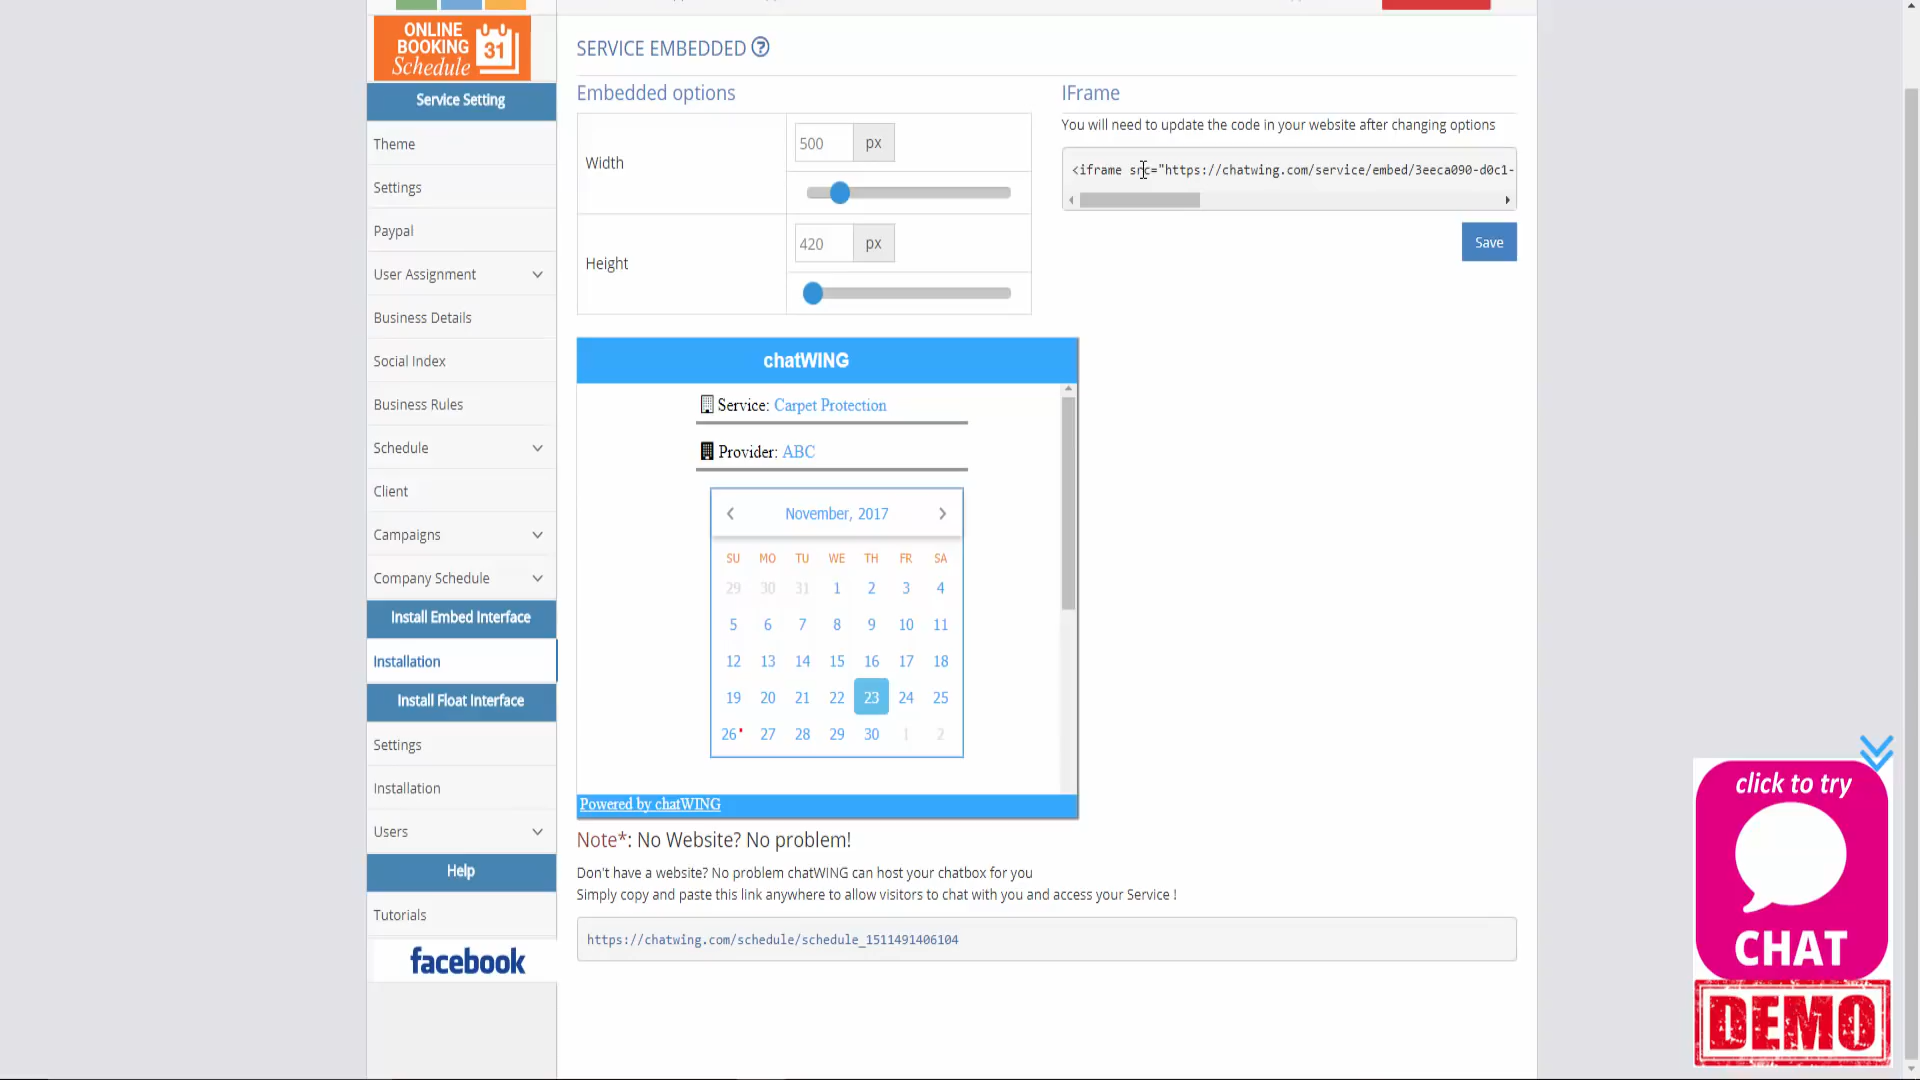 ONLINE
BOOKING
Schedule
31
Service Setting
Theme
Settings
Paypal
User Assignment
Business Details
Social Index
Business Rules
Schedule
Client
Campaigns
Company Schedule
Install Embed Interface
Installation
Install Float Interface
Settings
Installation
Users
Help
Tutorials
facebook
SERVICE EMBEDDED ?
Embedded options
Width
500 px
Height
420 px
IFrame
You will need to update the code in your website after changing options
<iframe src="https://chatwing.com/service/embed/3eeca090-d0c1-
Save
chatWING
Service: Carpet Protection
Provider: ABC
November, 2017
SU MO TU WE TH FR SA
29 30 31 1 2 3 4
5 6 7 8 9 10 11
12 13 14 15 16 17 18
19 20 21 22 23 24 25
26 27 28 29 30 1 2
Powered by chatWING
Note*: No Website? No problem!
Don't have a website? No problem chatWING can host your chatbox for you
Simply copy and paste this link anywhere to allow visitors to chat with you and access your Service !
https://chatwing.com/schedule/schedule_1511491406104
click to try
CHAT
DEMO